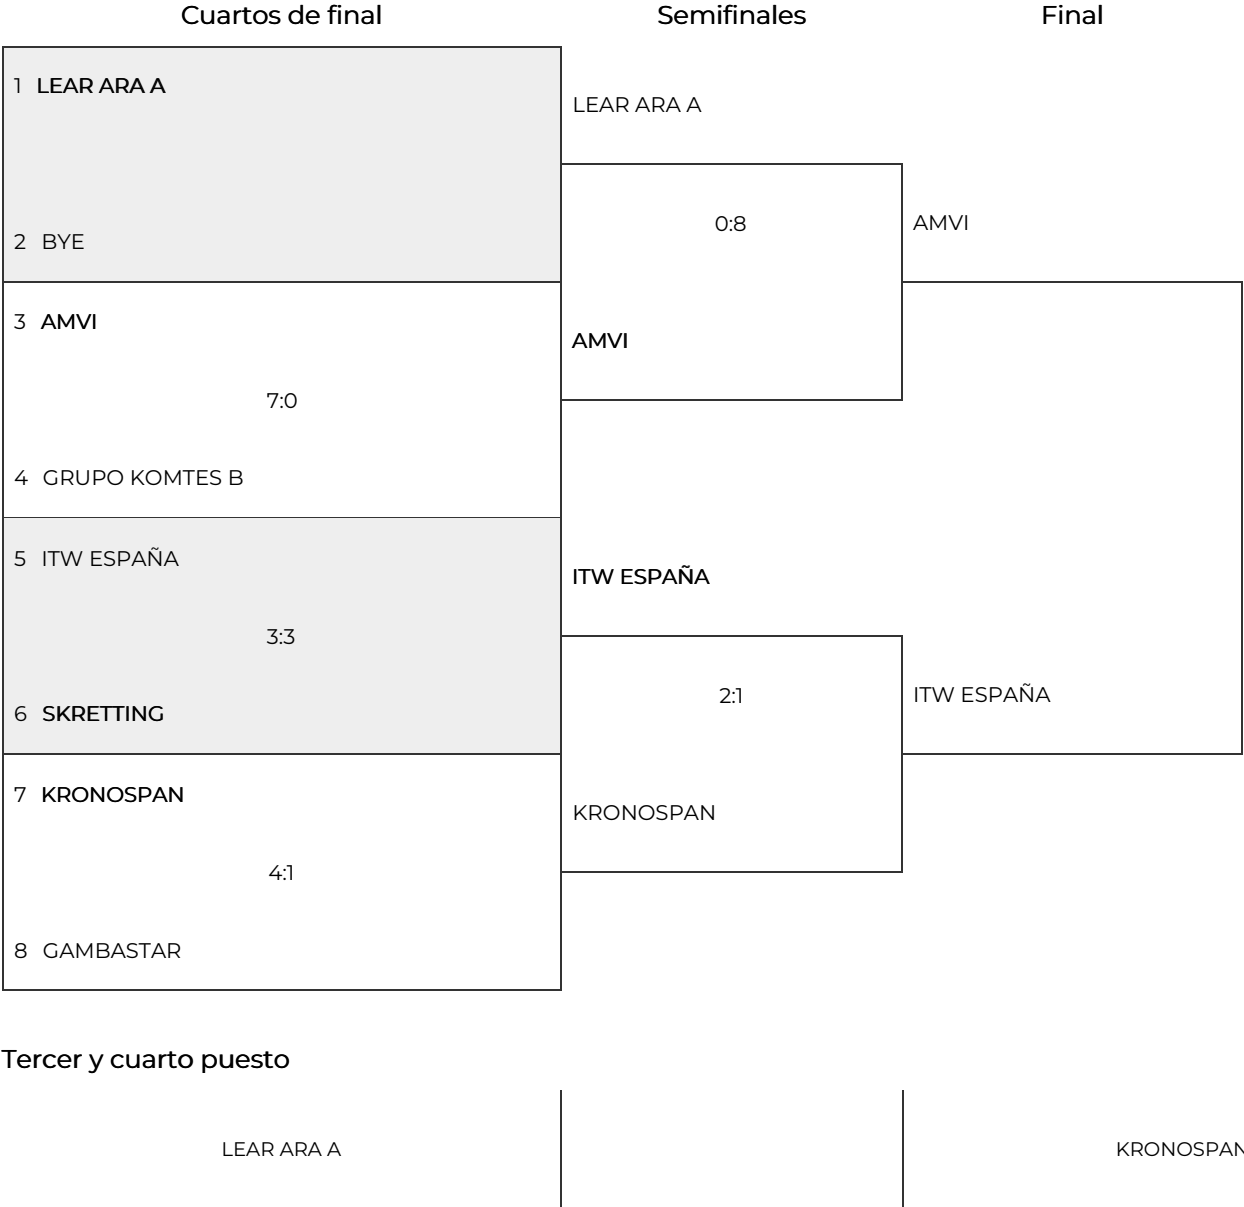 Cuartos de final
Semifinales
Final
1 LEAR ARA A
LEAR ARA A
0:8
AMVI
2 BYE
3 AMVI
AMVI
7:0
4 GRUPO KOMTES B
5 ITW ESPAÑA
ITW ESPAÑA
3:3
2:1
ITW ESPAÑA
6 SKRETTING
7 KRONOSPAN
KRONOSPAN
4:1
8 GAMBASTAR
Tercer y cuarto puesto
LEAR ARA A
KRONOSPAN